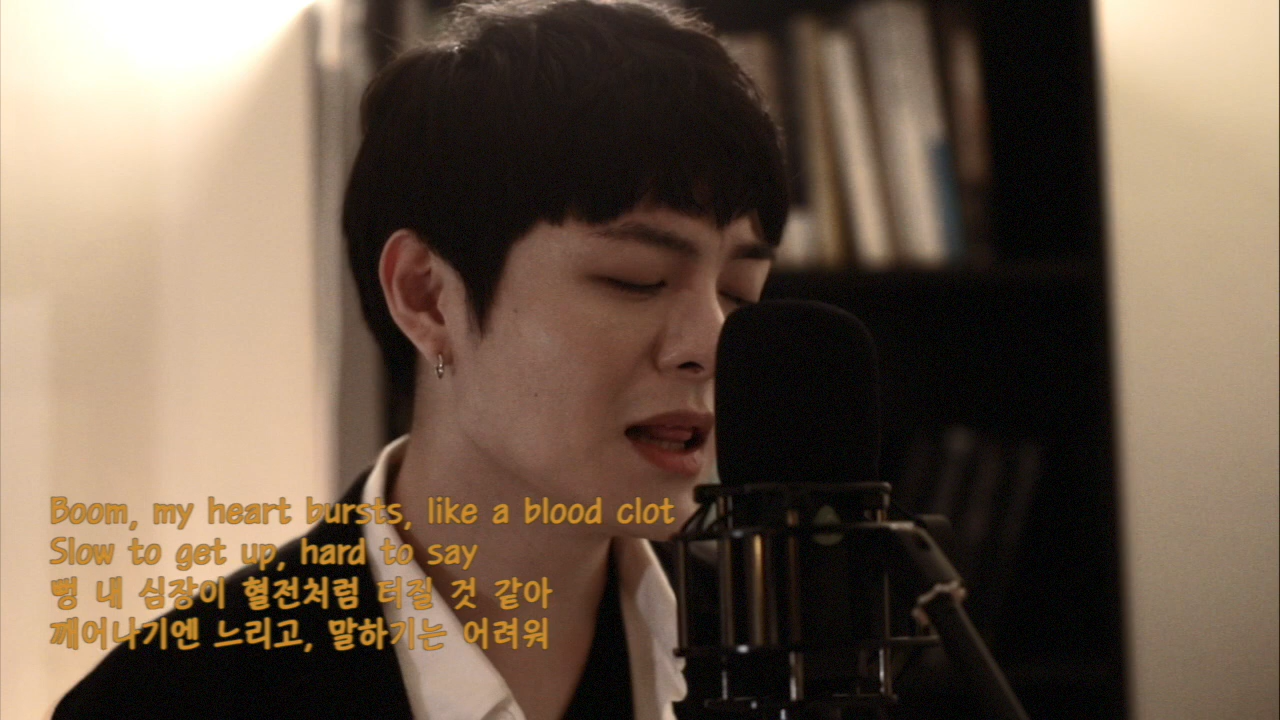 Boom, my heart bursts, like a blood clot
Slow to get up, hard to say
뻥 내 심장이 혈전처럼 터질 것 같아
깨어나기엔 느리고, 말하기는 어려워